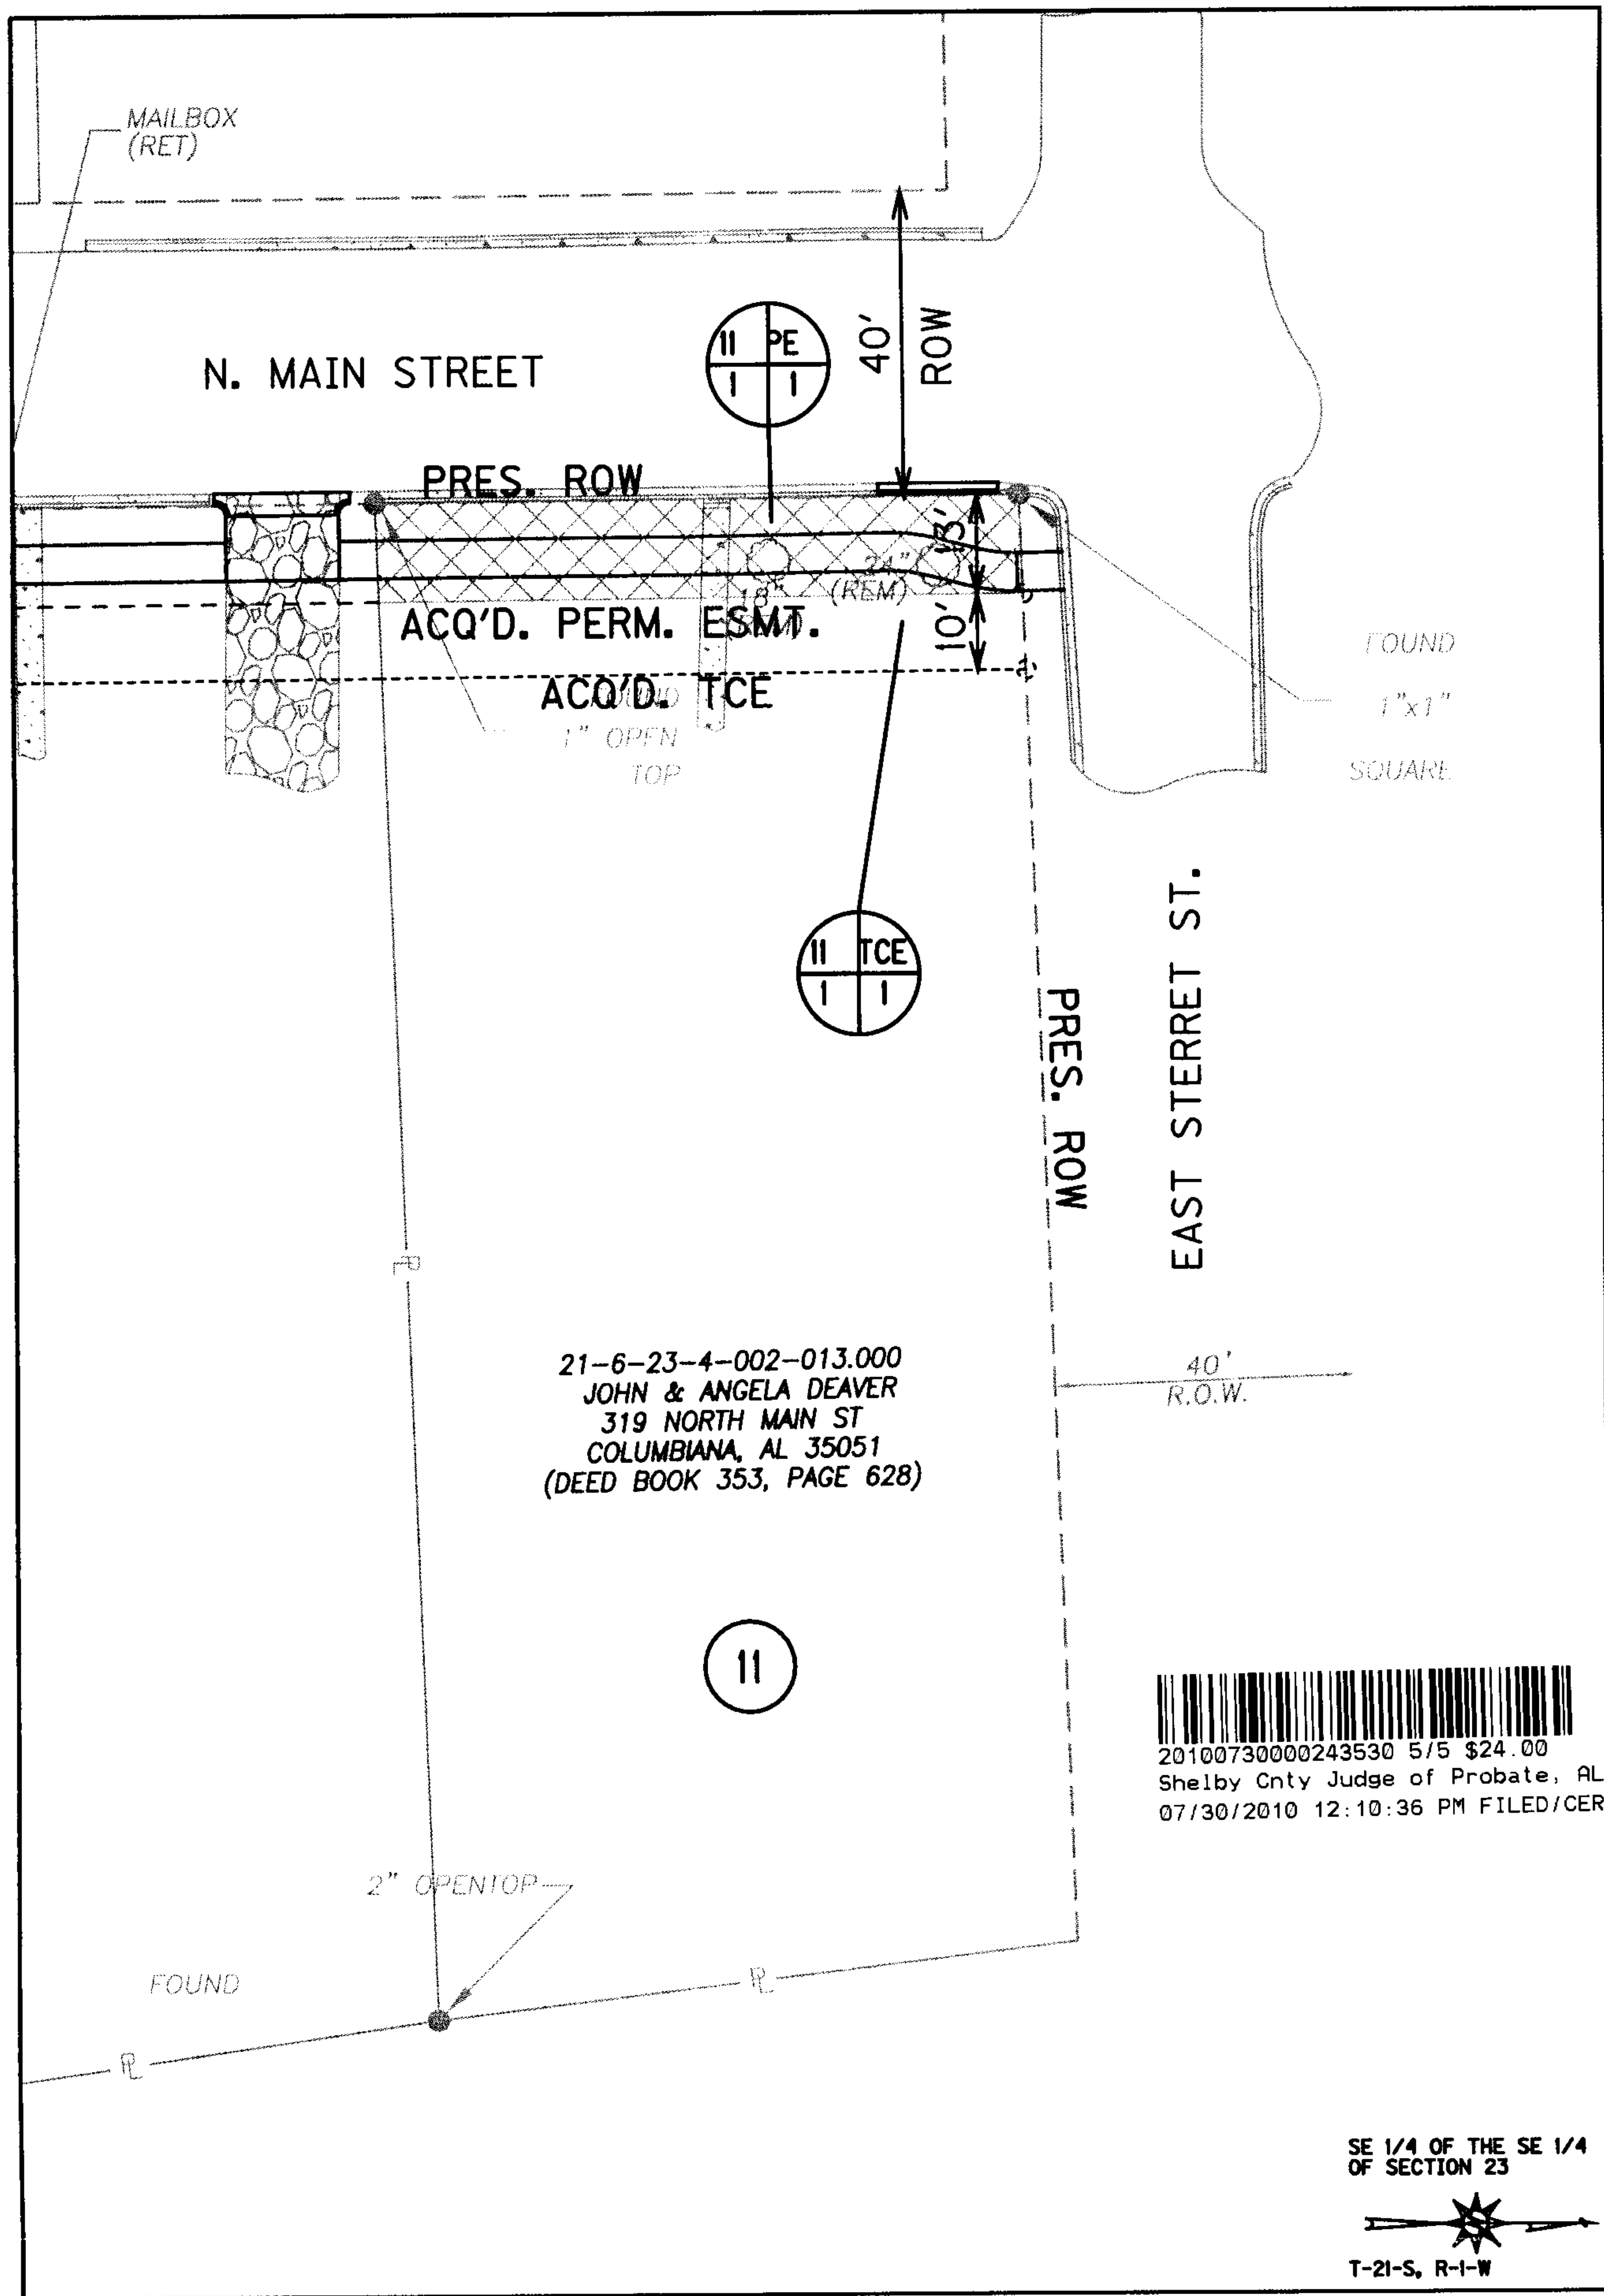 MAILBOX
(RET)
N. MAIN STREET
11 PE
1 1
40'
ROW
PRES. ROW
13'
24"
(REM)
18"
10'
ACQ'D. PERM. ESMT.
ACQ'D. TCE
1" OPEN
TOP
FOUND
1"x1"
SQUARE
11 TCE
1 1
PRES. ROW
EAST STERRET ST.
PL
40'
R.O.W.
21-6-23-4-002-013.000
JOHN & ANGELA DEAVER
319 NORTH MAIN ST
COLUMBIANA, AL 35051
(DEED BOOK 353, PAGE 628)
11
20100730000243530 5/5 $24.00
Shelby Cnty Judge of Probate, AL
07/30/2010 12:10:36 PM FILED/CER
2" OPENTOP
FOUND
PL
PL
SE 1/4 OF THE SE 1/4
OF SECTION 23
T-21-S, R-1-W